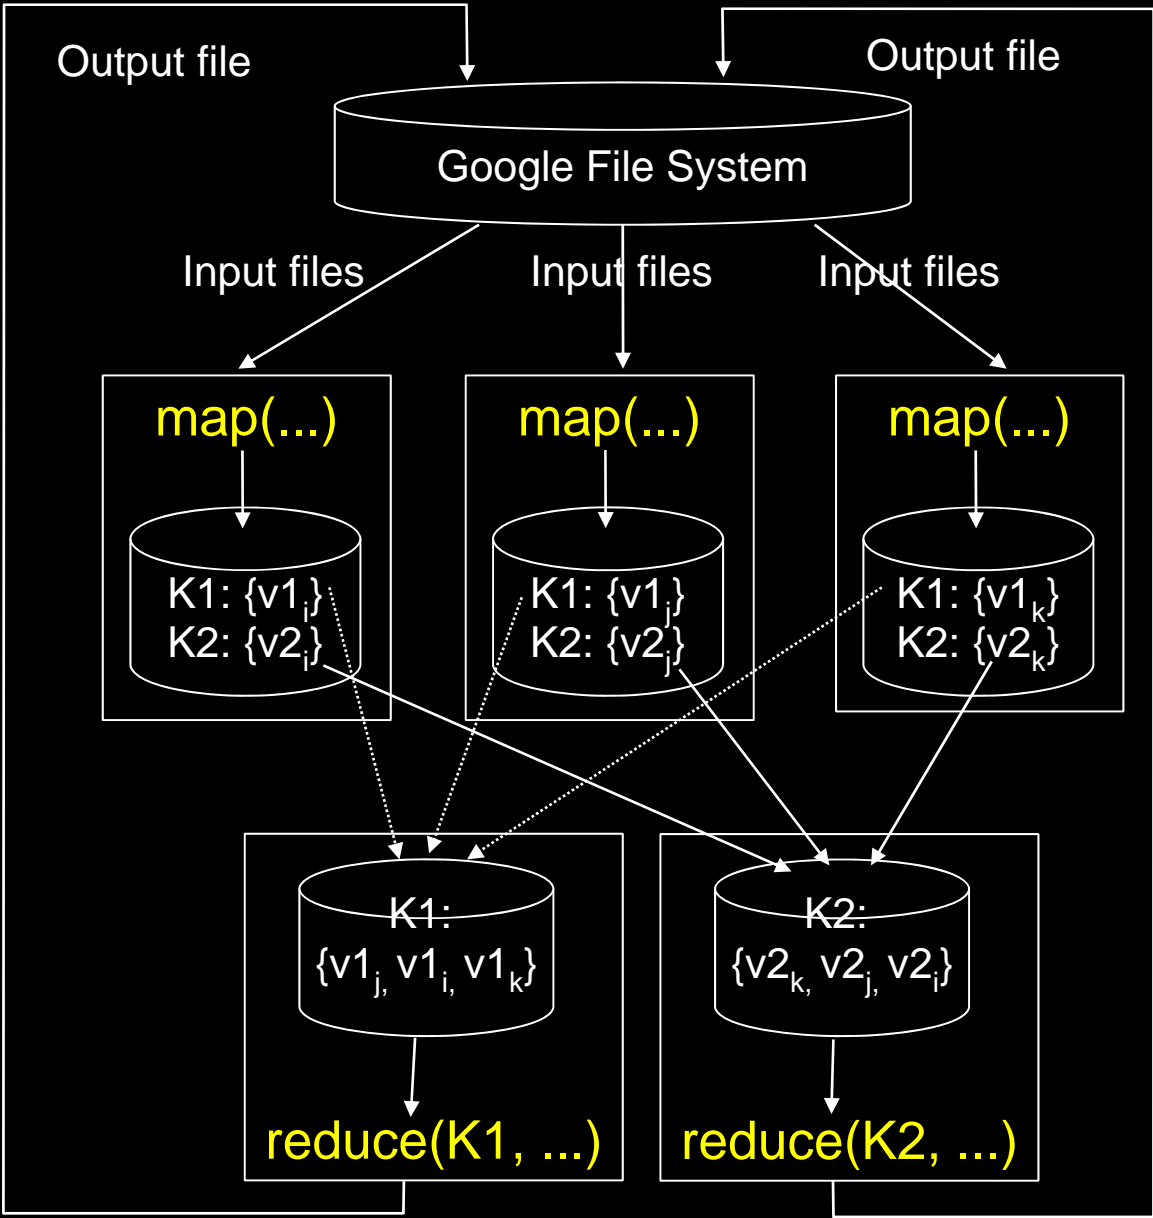 Output file
Output file
Google File System
Input files
Input files
Input files
map(...)
map(...)
map(...)
K1: {v1i}
K2: {v2i}
K1: {v1j}
K2: {v2j}
K1: {v1k}
K2: {v2k}
K1:
{v1j, v1i, v1k}
K2:
{v2k, v2j, v2i}
reduce(K1, ...)
reduce(K2, ...)